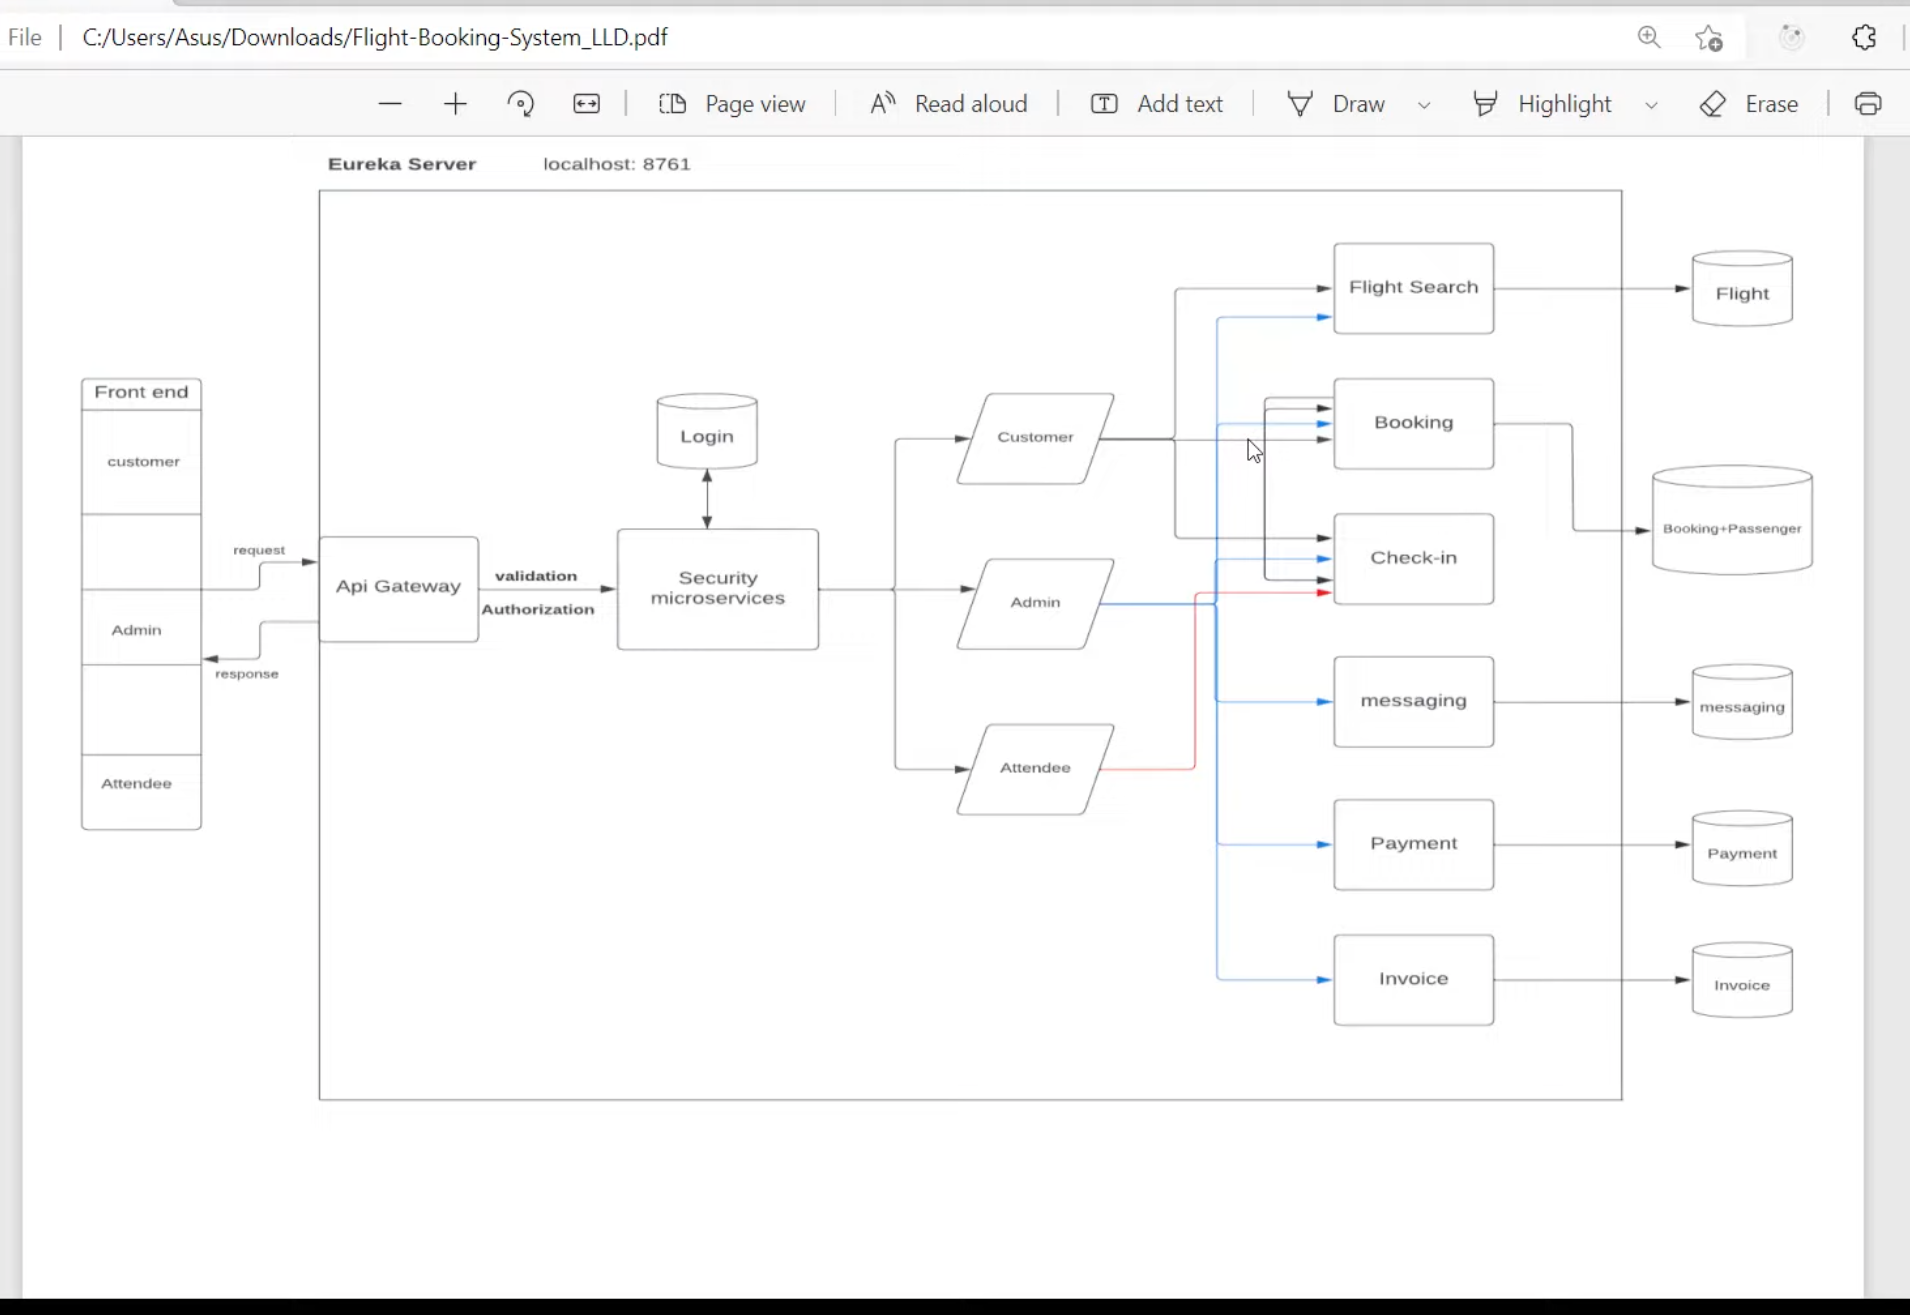 File | C:/Users/Asus/Downloads/Flight-Booking-System_LLD.pdf
Page view
Read aloud
Add text
Draw
Highlight
Erase
Eureka Server localhost: 8761
Front end
customer
Admin
Attendee
request
response
Api Gateway
validation
Authorization
Login
Security
microservices
Customer
Admin
Attendee
Flight Search
Booking
Check-in
messaging
Payment
Invoice
Flight
Booking+Passenger
messaging
Payment
Invoice